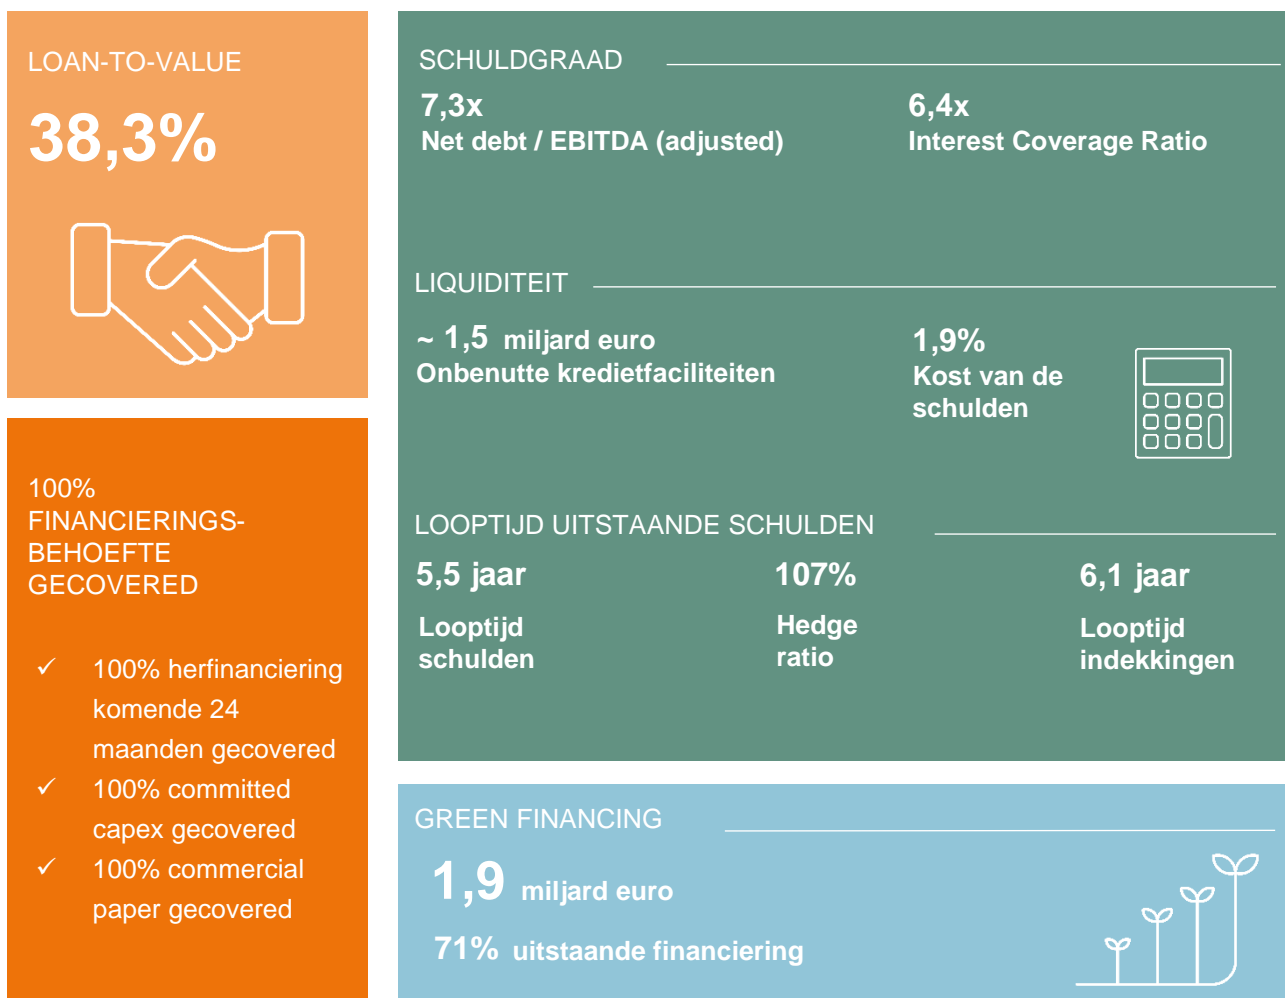 LOAN-TO-VALUE
38,3%
100%
FINANCIERINGS-
BEHOEFTE
GECOVERED
✓ 100% herfinanciering
komende 24
maanden gecovered
✓ 100% committed
capex gecovered
✓ 100% commercial
paper gecovered
SCHULDGRAAD
7,3x
Net debt / EBITDA (adjusted)
6,4x
Interest Coverage Ratio
LIQUIDITEIT
~ 1,5 miljard euro
Onbenutte kredietfaciliteiten
1,9%
Kost van de
schulden
LOOPTIJD UITSTAANDE SCHULDEN
5,5 jaar
Looptijd
schulden
107%
Hedge
ratio
6,1 jaar
Looptijd
indekkingen
GREEN FINANCING
1,9 miljard euro
71% uitstaande financiering